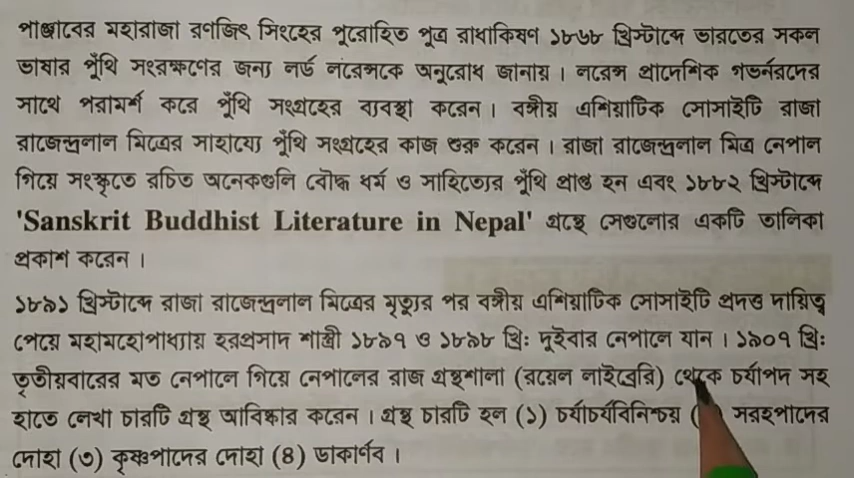 পাঞ্জাবের মহারাজা রণজিৎ সিংহের পুরোহিত পুত্র রাধাকিষণ ১৮৬৮ খ্রিস্টাব্দে ভারতের সকল
ভাষার পুঁথি সংরক্ষণের জন্য লর্ড লরেন্সকে অনুরোধ জানায়। লরেন্স প্রাদেশিক গভর্নরদের
সাথে পরামর্শ করে পুঁথি সংগ্রহের ব্যবস্থা করেন। বঙ্গীয় এশিয়াটিক সোসাইটি রাজা
রাজেন্দ্রলাল মিত্রের সাহায্যে পুঁথি সংগ্রহের কাজ শুরু করেন। রাজা রাজেন্দ্রলাল মিত্র নেপাল
গিয়ে সংস্কৃতে রচিত অনেকগুলি বৌদ্ধ ধর্ম ও সাহিত্যের পুঁথি প্রাপ্ত হন এবং ১৮৮২ খ্রিস্টাব্দে
'Sanskrit Buddhist Literature in Nepal' গ্রন্থে সেগুলোর একটি তালিকা
প্রকাশ করেন।
১৮৯১ খ্রিস্টাব্দে রাজা রাজেন্দ্রলাল মিত্রের মৃত্যুর পর বঙ্গীয় এশিয়াটিক সোসাইটি প্রদত্ত দায়িত্ব
পেয়ে মহামহোপাধ্যায় হরপ্রসাদ শাস্ত্রী ১৮৯৭ ও ১৮৯৮ খ্রিঃ দুইবার নেপালে যান। ১৯০৭ খ্রিঃ
তৃতীয়বারের মত নেপালে গিয়ে নেপালের রাজ গ্রন্থশালা (রয়েল লাইব্রেরি) থেকে চর্যাপদ সহ
হাতে লেখা চারটি গ্রন্থ আবিষ্কার করেন। গ্রন্থ চারটি হল (১) চর্যাচর্যবিনিশ্চয় ( সরহপাদের
দোহা (৩) কৃষ্ণপাদের দোহা (৪) ডাকার্ণব।